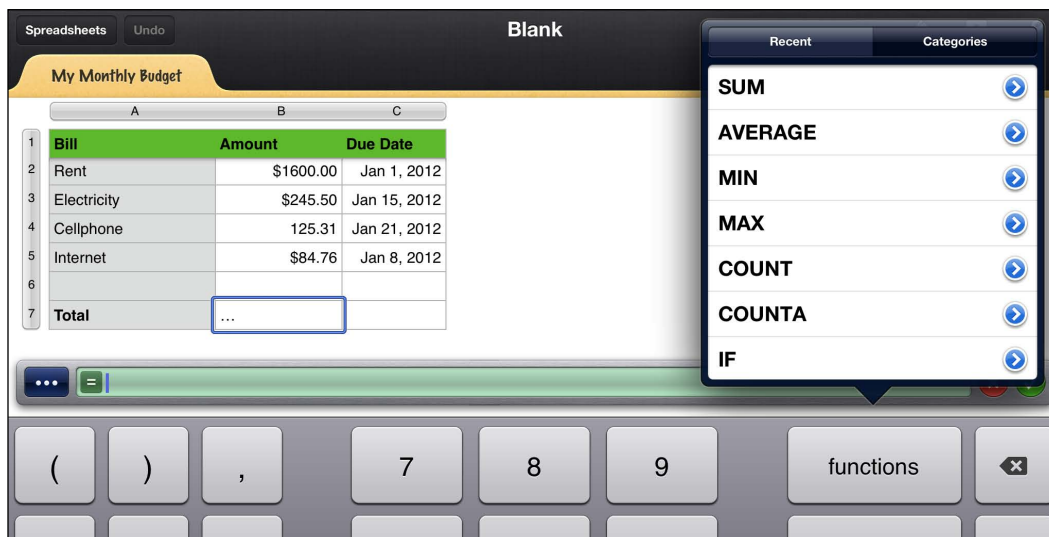 Spreadsheets Undo Blank
Recent Categories
My Monthly Budget
SUM
AVERAGE
MIN
MAX
COUNT
COUNTA
IF
A B C
1 Bill Amount Due Date
2 Rent $1600.00 Jan 1, 2012
3 Electricity $245.50 Jan 15, 2012
4 Cellphone 125.31 Jan 21, 2012
5 Internet $84.76 Jan 8, 2012
6
7 Total ...
... =
( ) , 7 8 9 functions